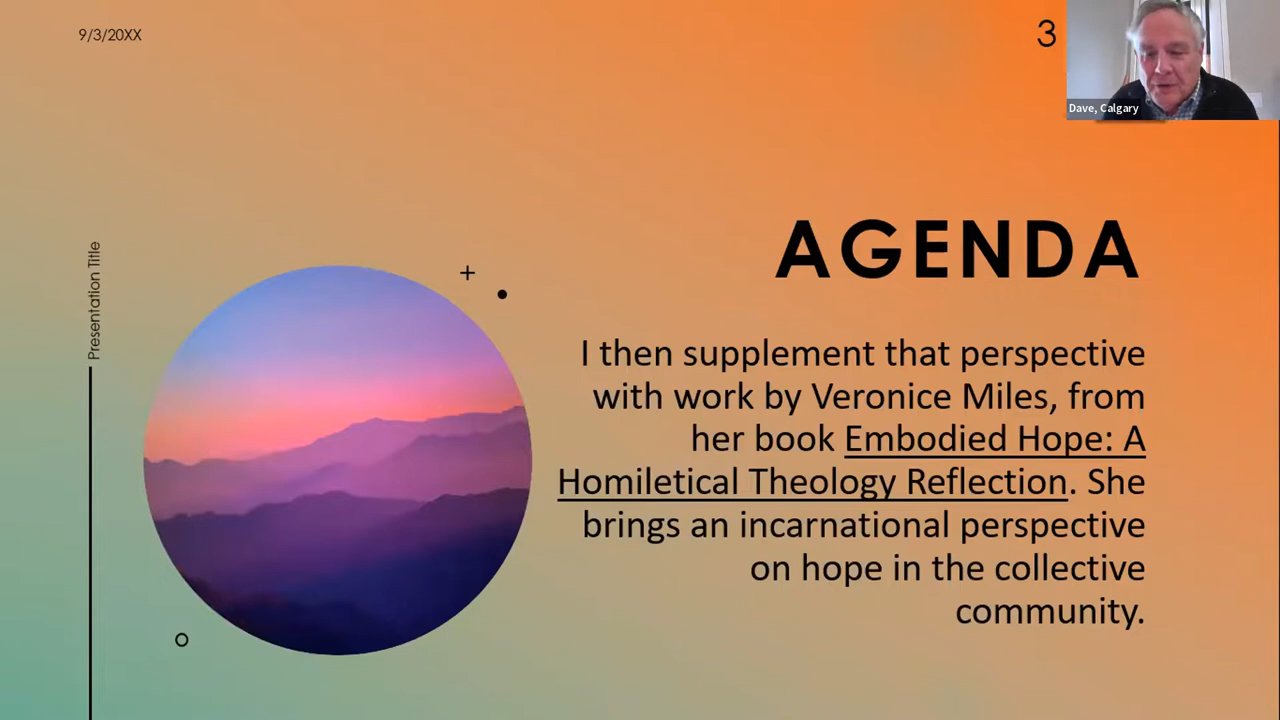 9/3/20XX
3
Dave, Calgary
Presentation Title
AGENDA
I then supplement that perspective
with work by Veronice Miles, from
her book Embodied Hope: A
Homiletical Theology Reflection. She
brings an incarnational perspective
on hope in the collective
community.